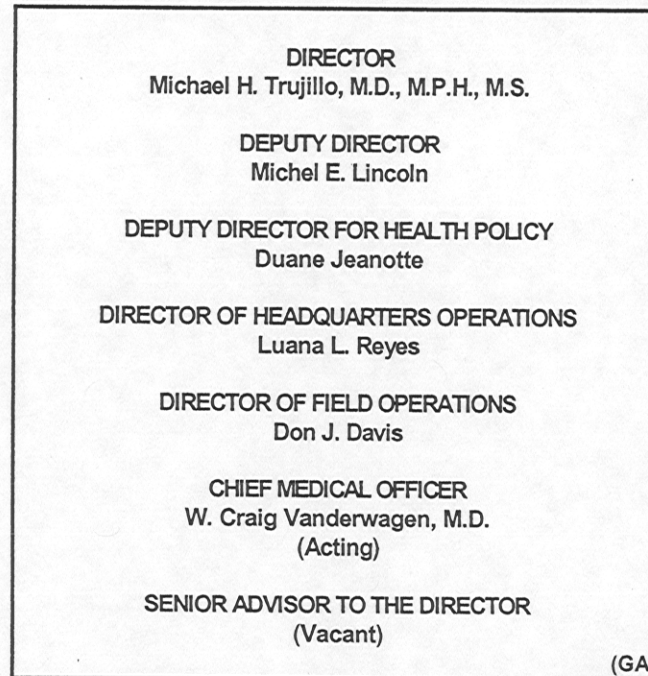 DIRECTOR
Michael H. Trujillo, M.D., M.P.H., M.S.
DEPUTY DIRECTOR
Michel E. Lincoln
DEPUTY DIRECTOR FOR HEALTH POLICY
Duane Jeanotte
DIRECTOR OF HEADQUARTERS OPERATIONS
Luana L. Reyes
DIRECTOR OF FIELD OPERATIONS
Don J. Davis
CHIEF MEDICAL OFFICER
W. Craig Vanderwagen, M.D.
(Acting)
SENIOR ADVISOR TO THE DIRECTOR
(Vacant)
(GA